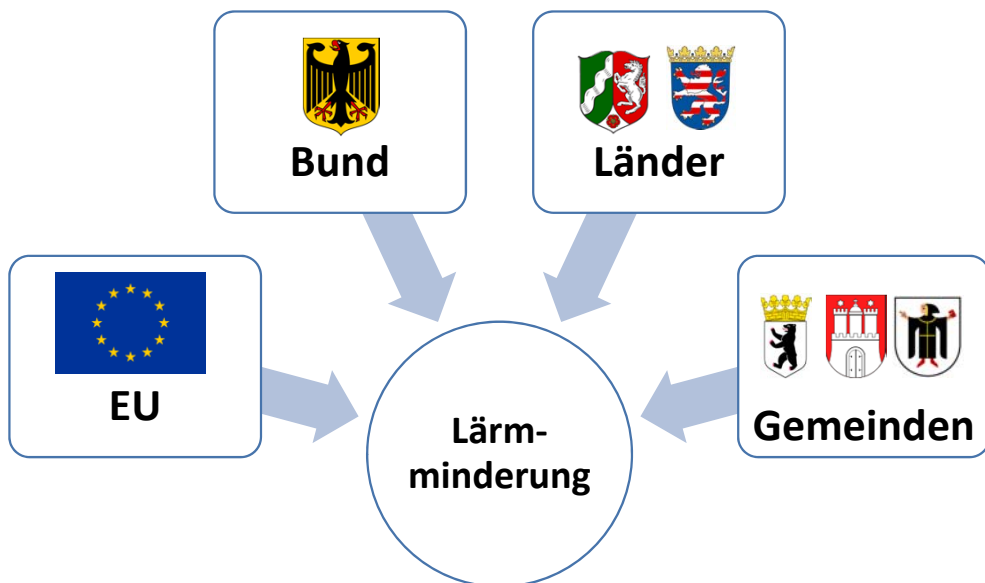 Bund
Länder
EU
Gemeinden
Lärm-
minderung